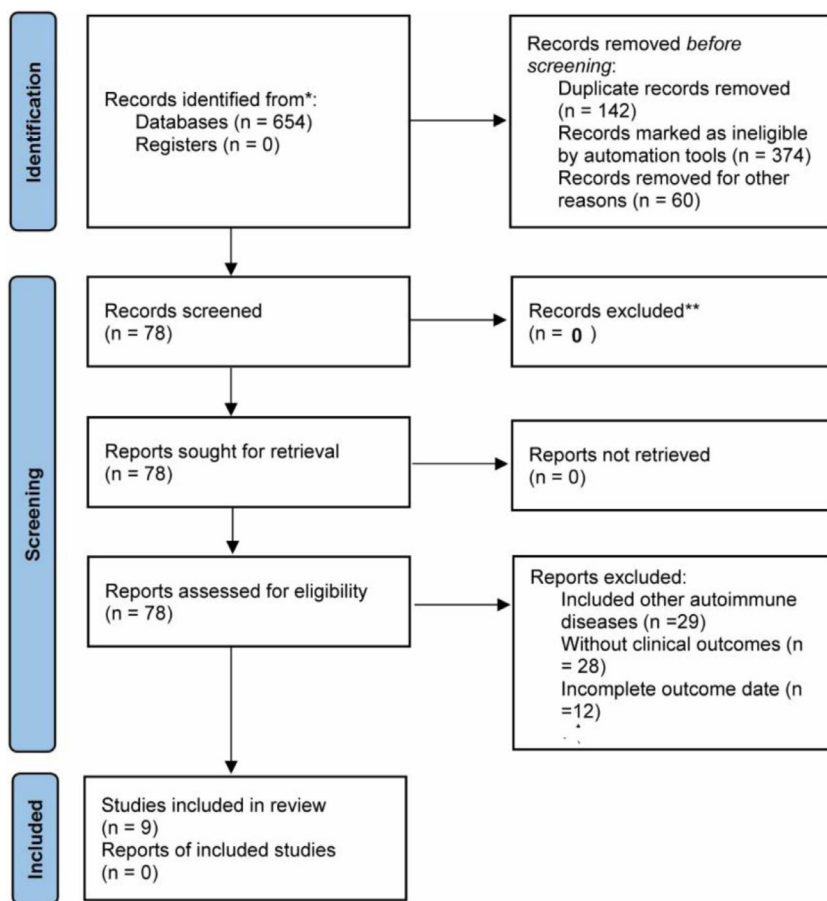 Identification
Records identified from*:
Databases (n = 654)
Registers (n = 0)
Records removed before
screening:
Duplicate records removed
(n = 142)
Records marked as ineligible
by automation tools (n = 374)
Records removed for other
reasons (n = 60)
Screening
Records screened
(n = 78)
Records excluded**
(n = 0 )
Reports sought for retrieval
(n = 78)
Reports not retrieved
(n = 0)
Reports assessed for eligibility
(n = 78)
Reports excluded:
Included other autoimmune
diseases (n =29)
Without clinical outcomes (n
= 28)
Incomplete outcome date (n
=12)
Included
Studies included in review
(n = 9)
Reports of included studies
(n = 0)